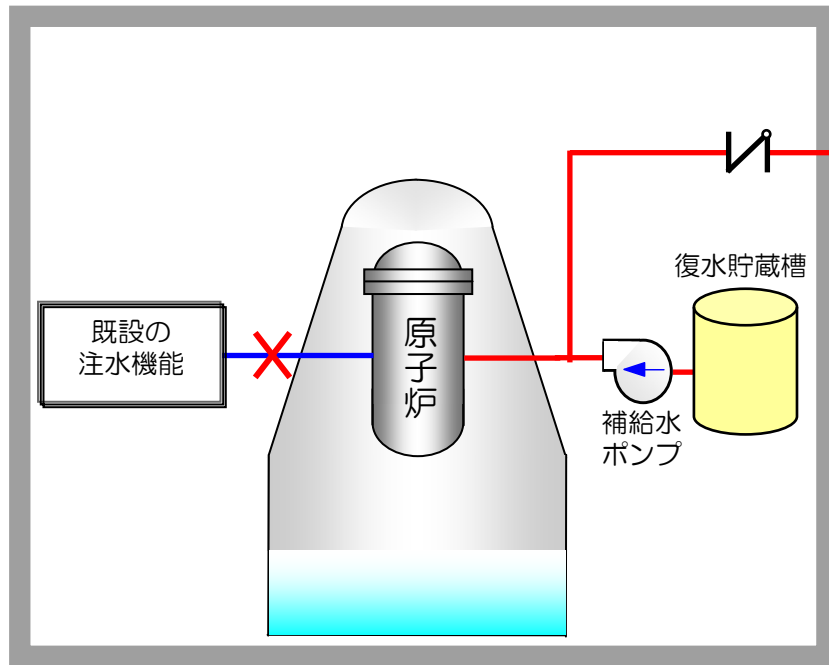 復水貯蔵槽
既設の
注水機能
原子炉
補給水
ポンプ